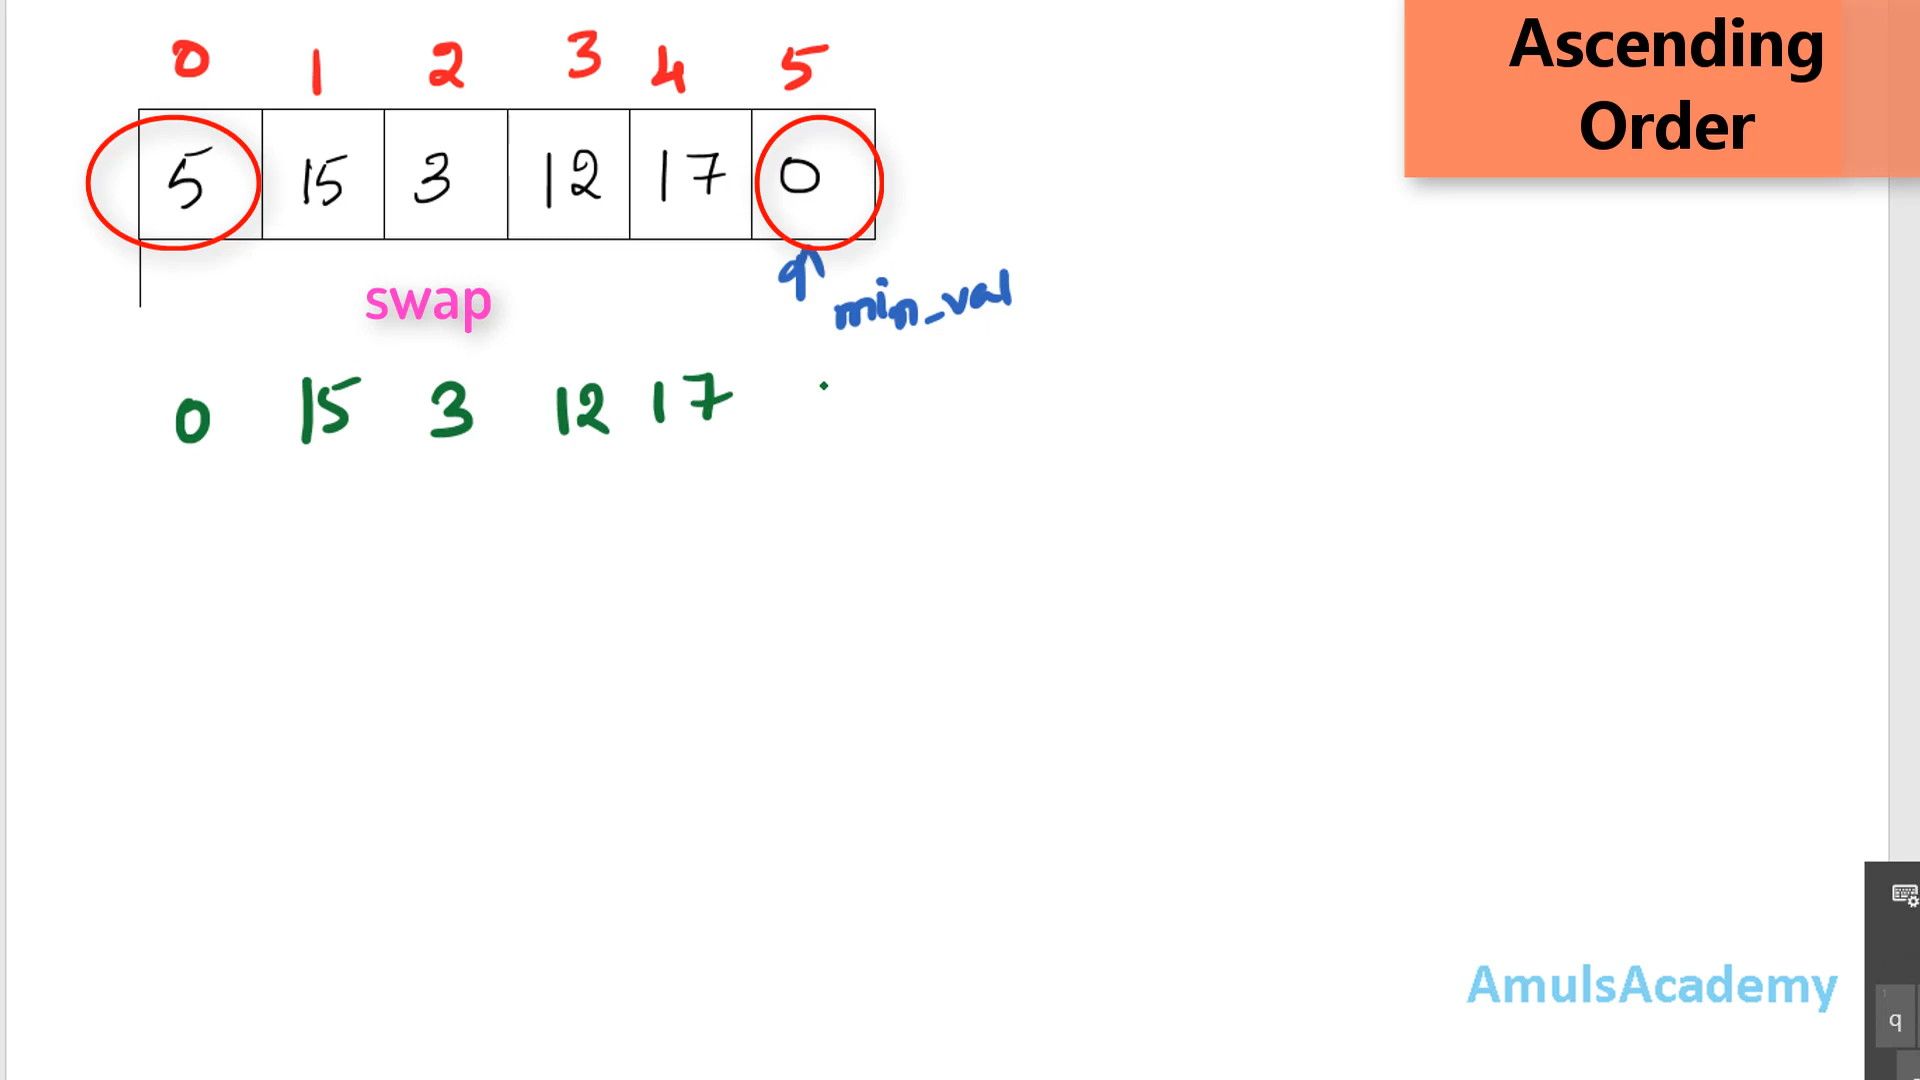 Ascending
Order
0 1 2 3 4 5
5 15 3 12 17 0
swap
min_val
0 15 3 12 17
AmulsAcademy
q